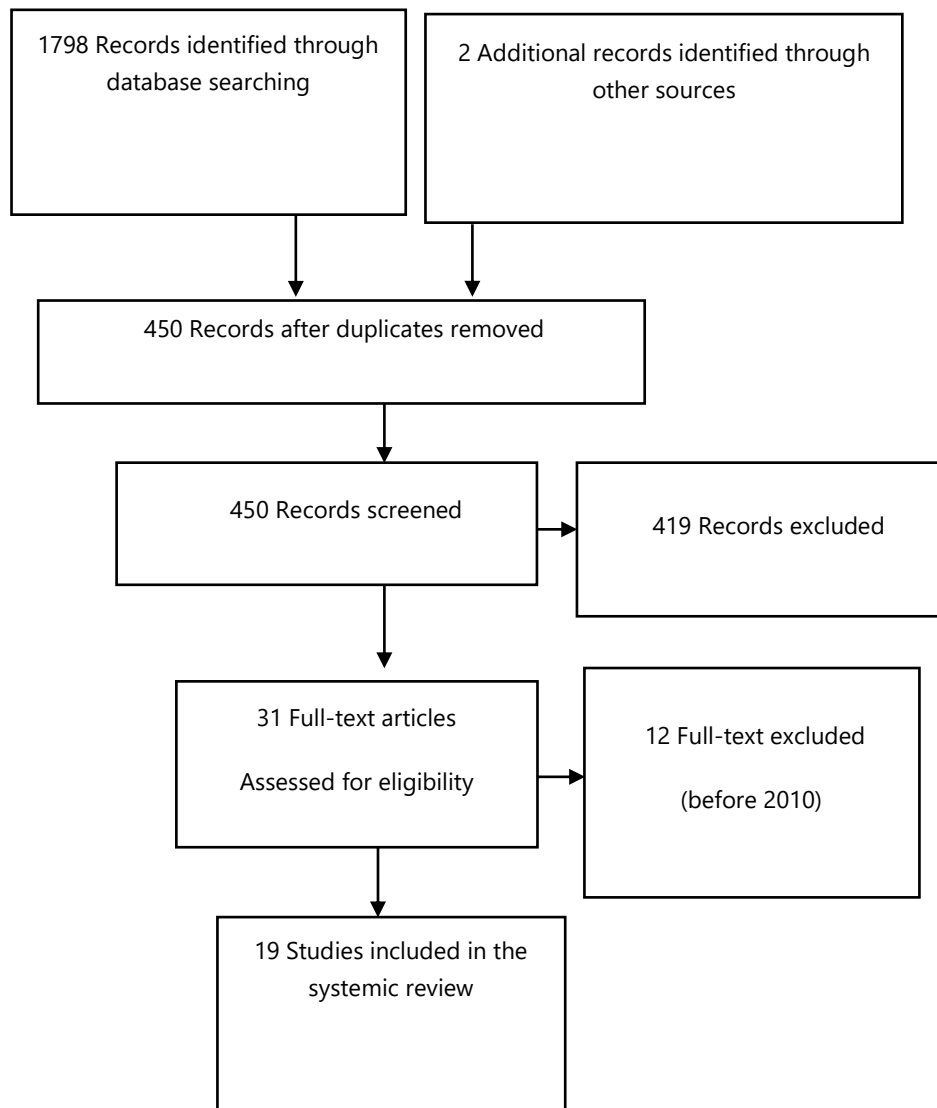 1798 Records identified through
database searching
2 Additional records identified through
other sources
450 Records after duplicates removed
450 Records screened
419 Records excluded
31 Full-text articles
Assessed for eligibility
12 Full-text excluded
(before 2010)
19 Studies included in the
systemic review